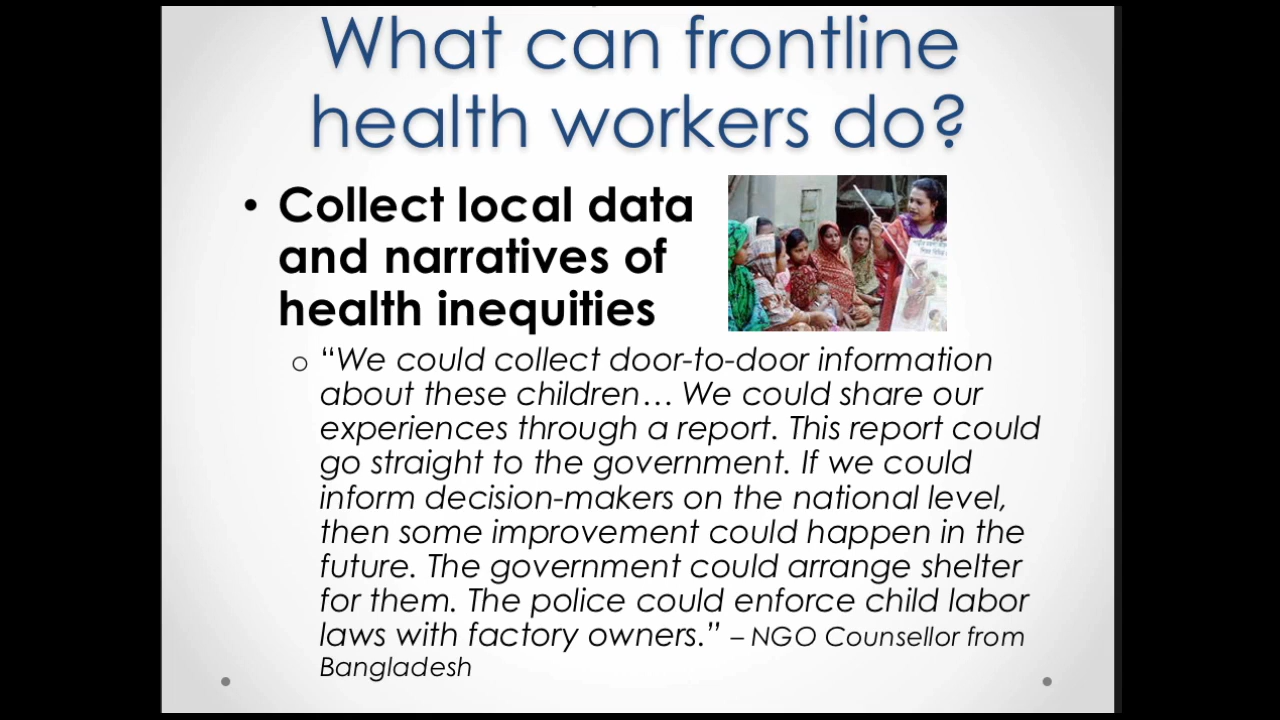 What can frontline
health workers do?
• Collect local data
and narratives of
health inequities
o “We could collect door-to-door information
about these children… We could share our
experiences through a report. This report could
go straight to the government. If we could
inform decision-makers on the national level,
then some improvement could happen in the
future. The government could arrange shelter
for them. The police could enforce child labor
laws with factory owners.” – NGO Counsellor from
Bangladesh